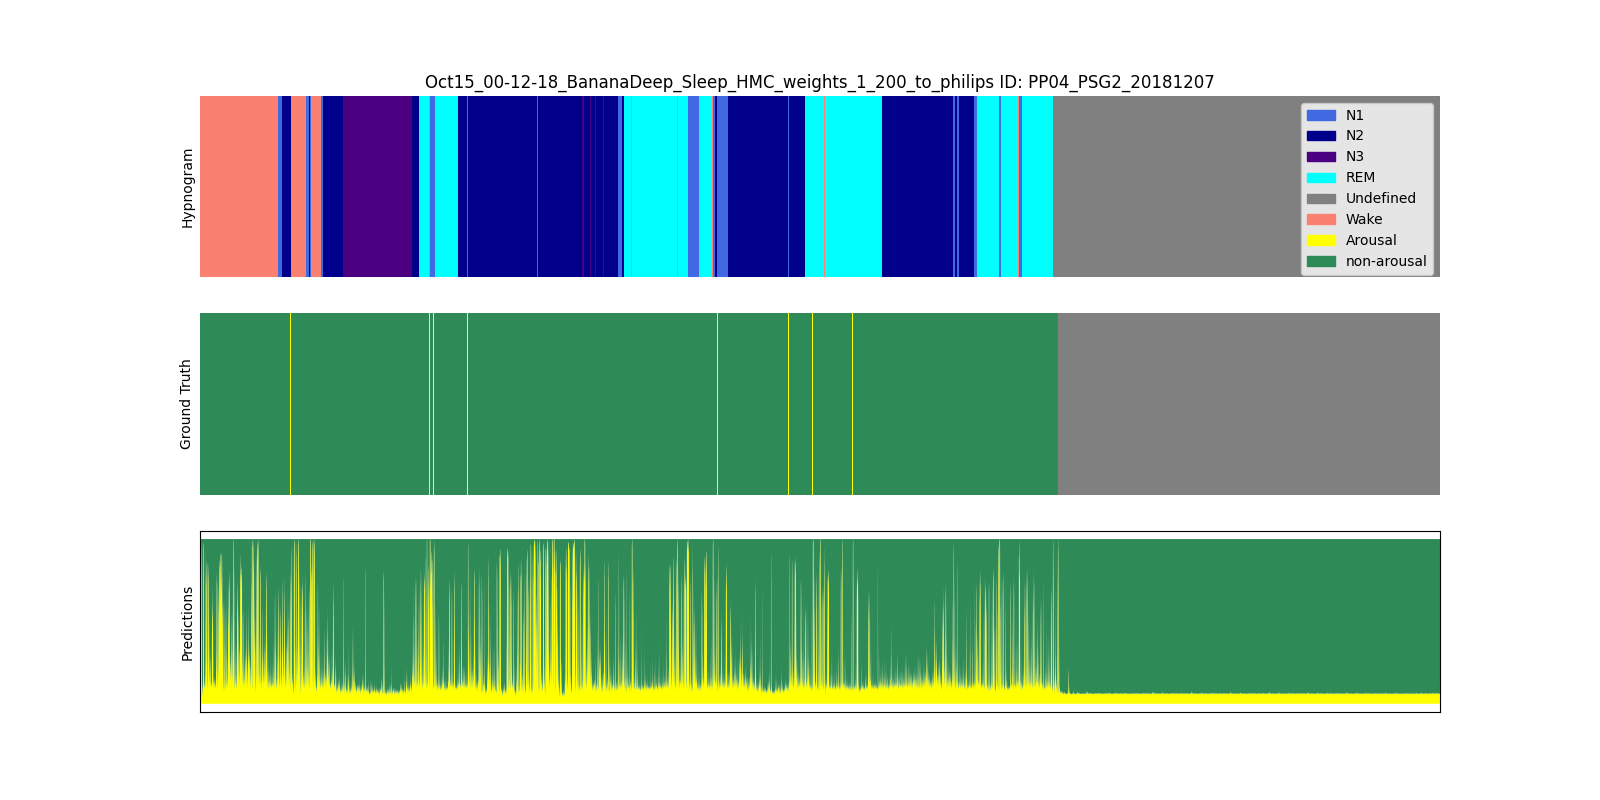 Oct15_00-12-18_BananaDeep_Sleep_HMC_weights_1_200_to_philips ID: PP04_PSG2_20181207
Hypnogram
N1
N2
N3
REM
Undefined
Wake
Arousal
non-arousal
Ground Truth
Predictions